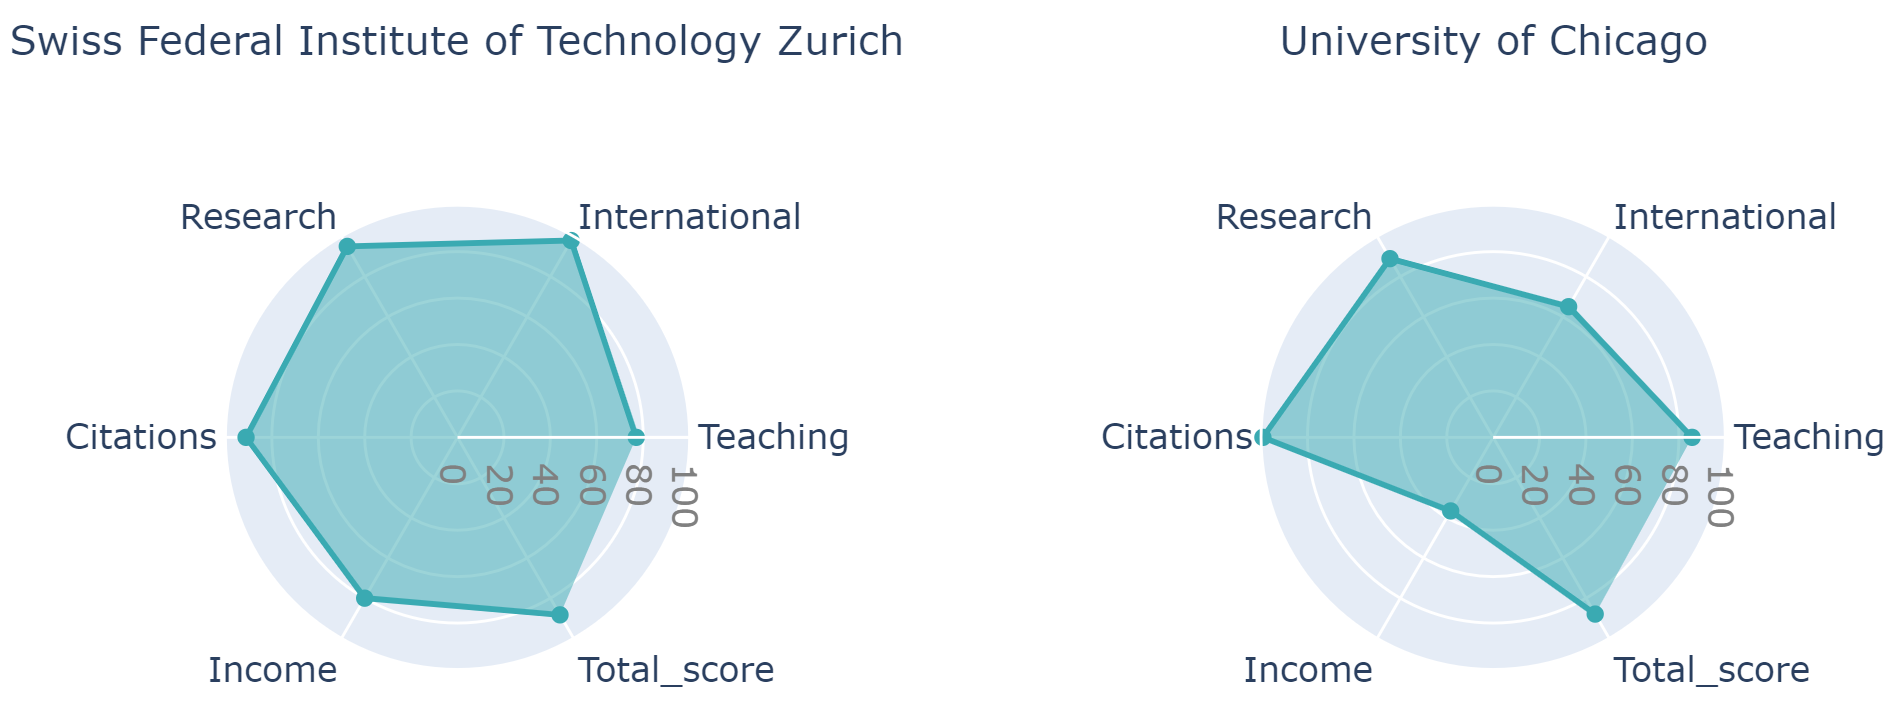 Swiss Federal Institute of Technology Zurich
Research
International
Citations
Teaching
0
20
40
60
80
100
Income
Total_score
University of Chicago
Research
International
Citations
Teaching
0
20
40
60
80
100
Income
Total_score